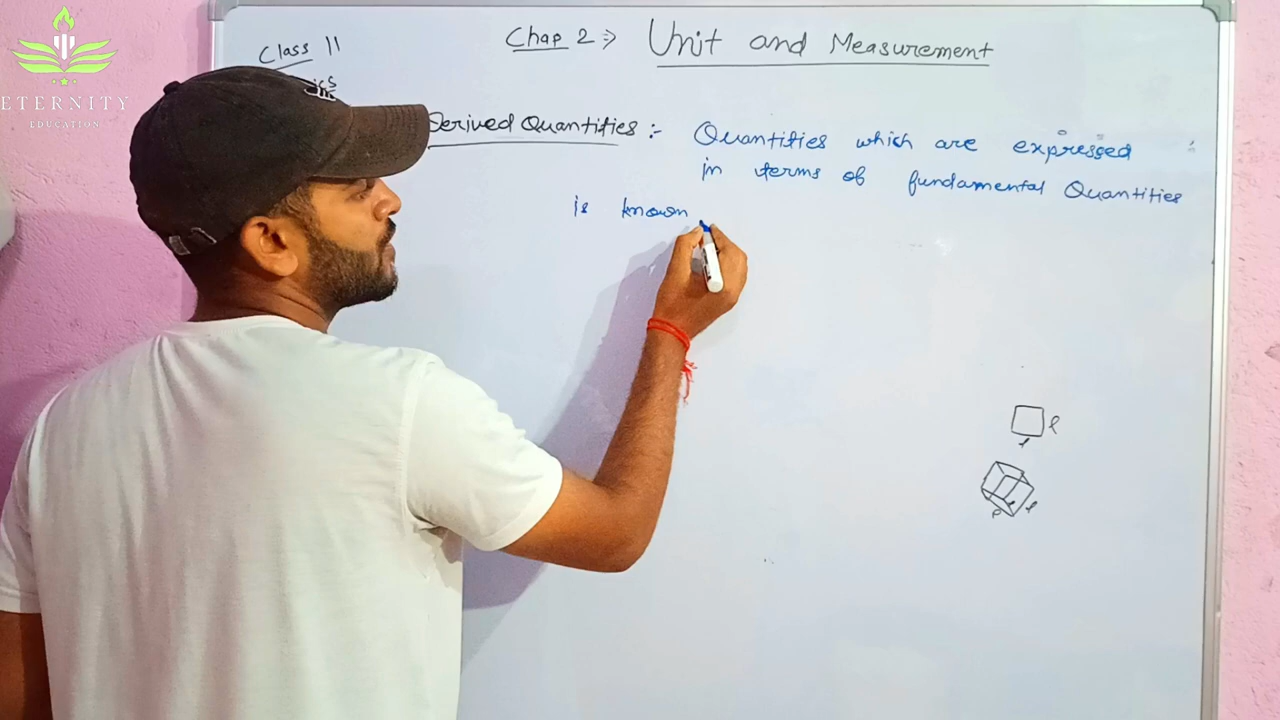 ETERNITY
EDUCATION
Class 11
Chap 2 :⇒ Unit and Measurement
Derived Quantities :- Quantities which are expressed
in terms of fundamental Quantities
is known
l
l
l
l
l